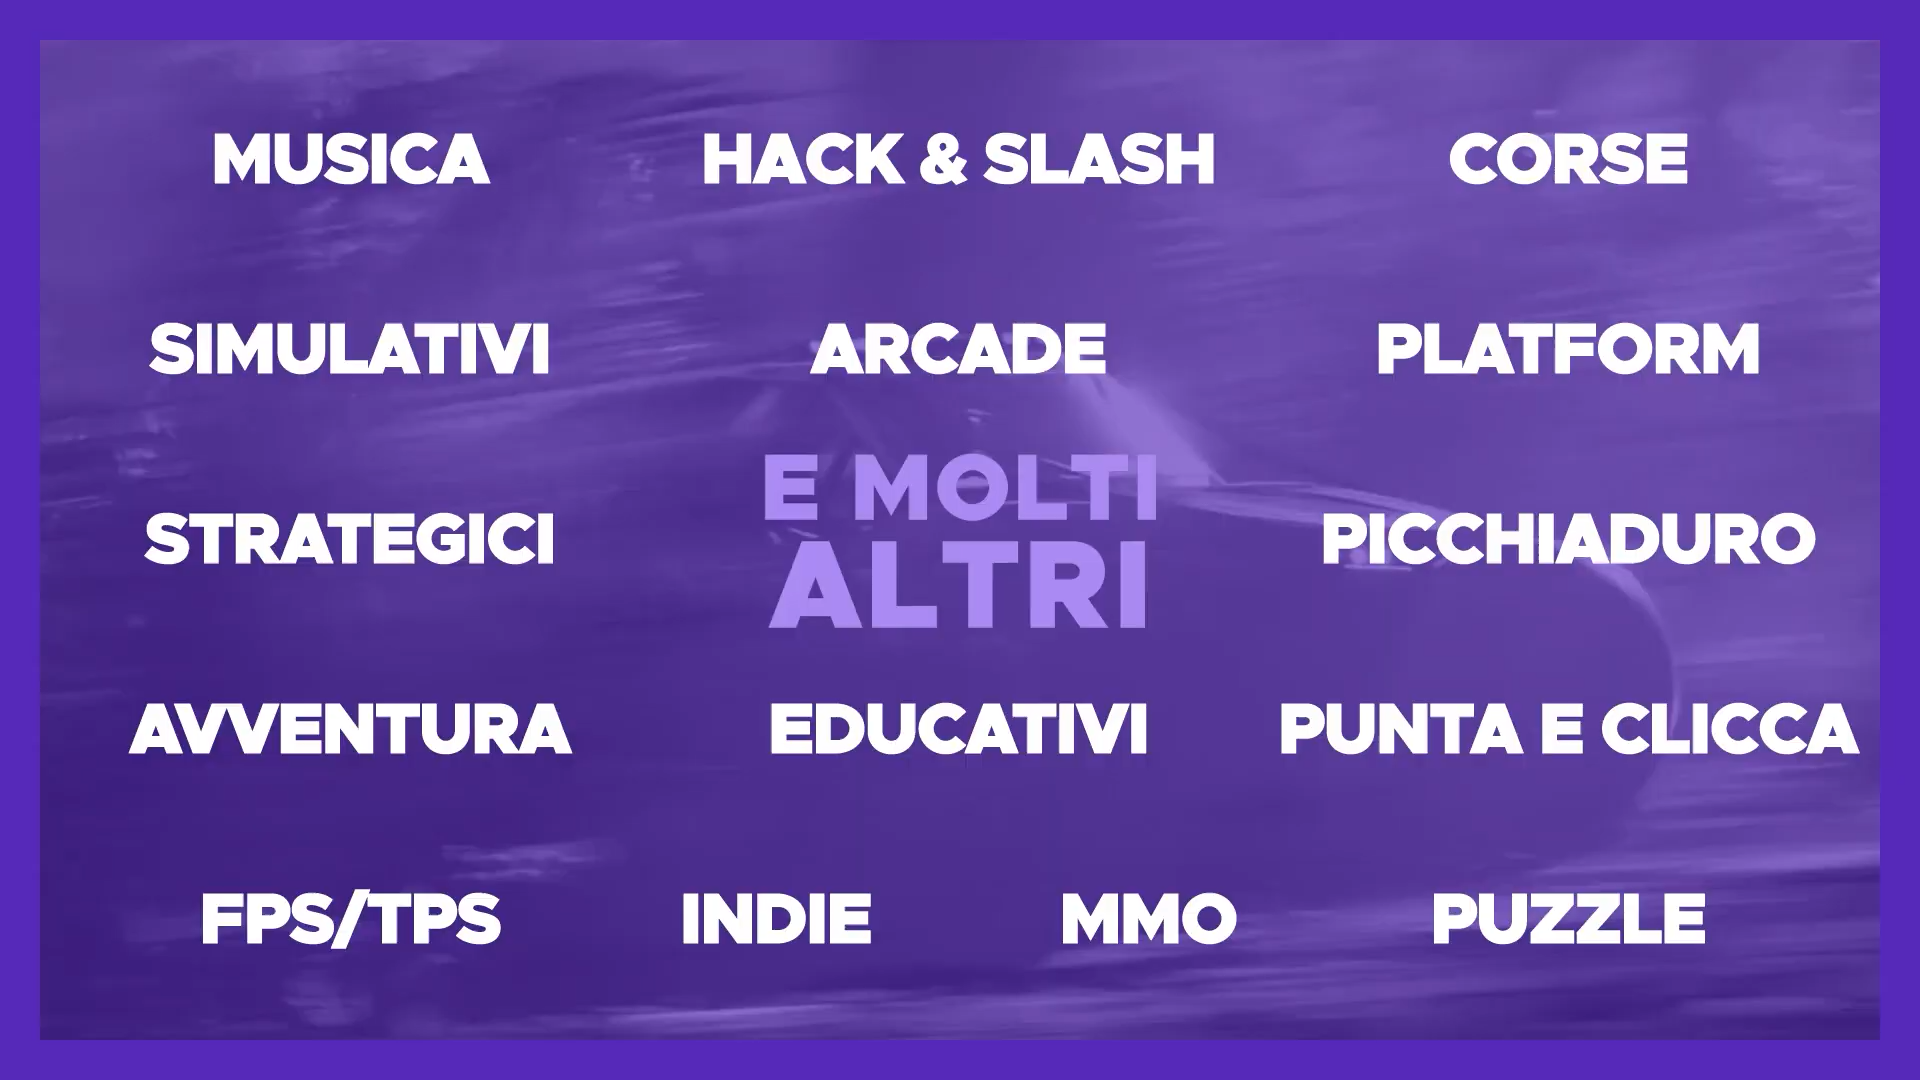 MUSICA
HACK & SLASH
CORSE
SIMULATIVI
ARCADE
PLATFORM
STRATEGICI
E MOLTI
ALTRI
PICCHIADURO
AVVENTURA
EDUCATIVI
PUNTA E CLICCA
FPS/TPS
INDIE
MMO
PUZZLE